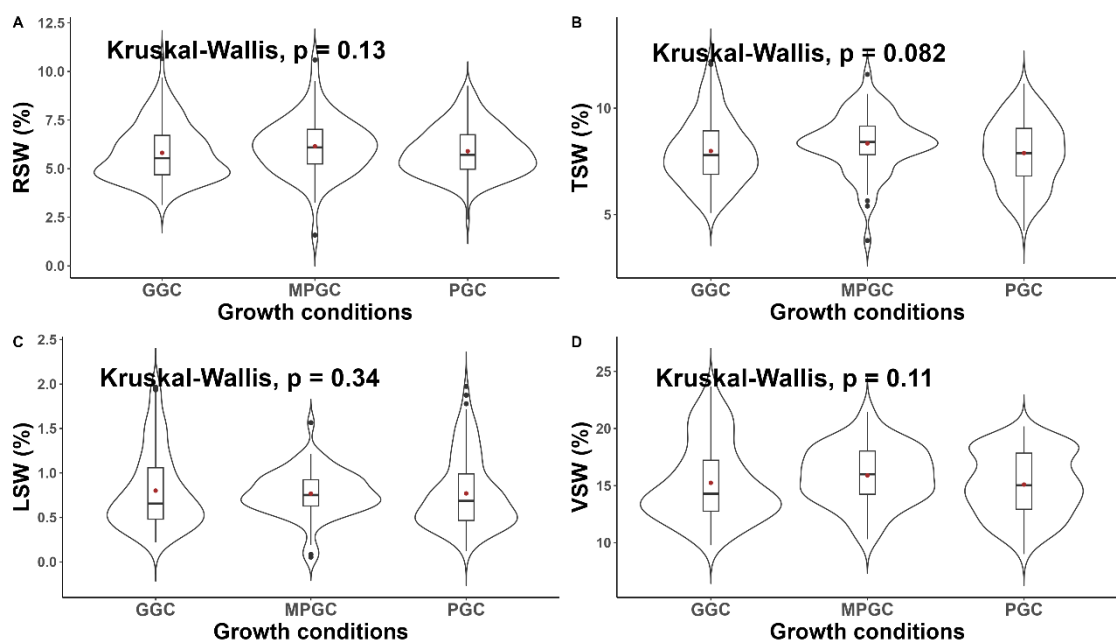 A
Kruskal-Wallis, p = 0.13
RSW (%)
12.5
10.0
7.5
5.0
2.5
0.0
GGC MPGC PGC
Growth conditions
B
Kruskal-Wallis, p = 0.082
TSW (%)
10
5
GGC MPGC PGC
Growth conditions
C
Kruskal-Wallis, p = 0.34
LSW (%)
2.5
2.0
1.5
1.0
0.5
0.0
GGC MPGC PGC
Growth conditions
D
Kruskal-Wallis, p = 0.11
VSW (%)
25
20
15
10
GGC MPGC PGC
Growth conditions